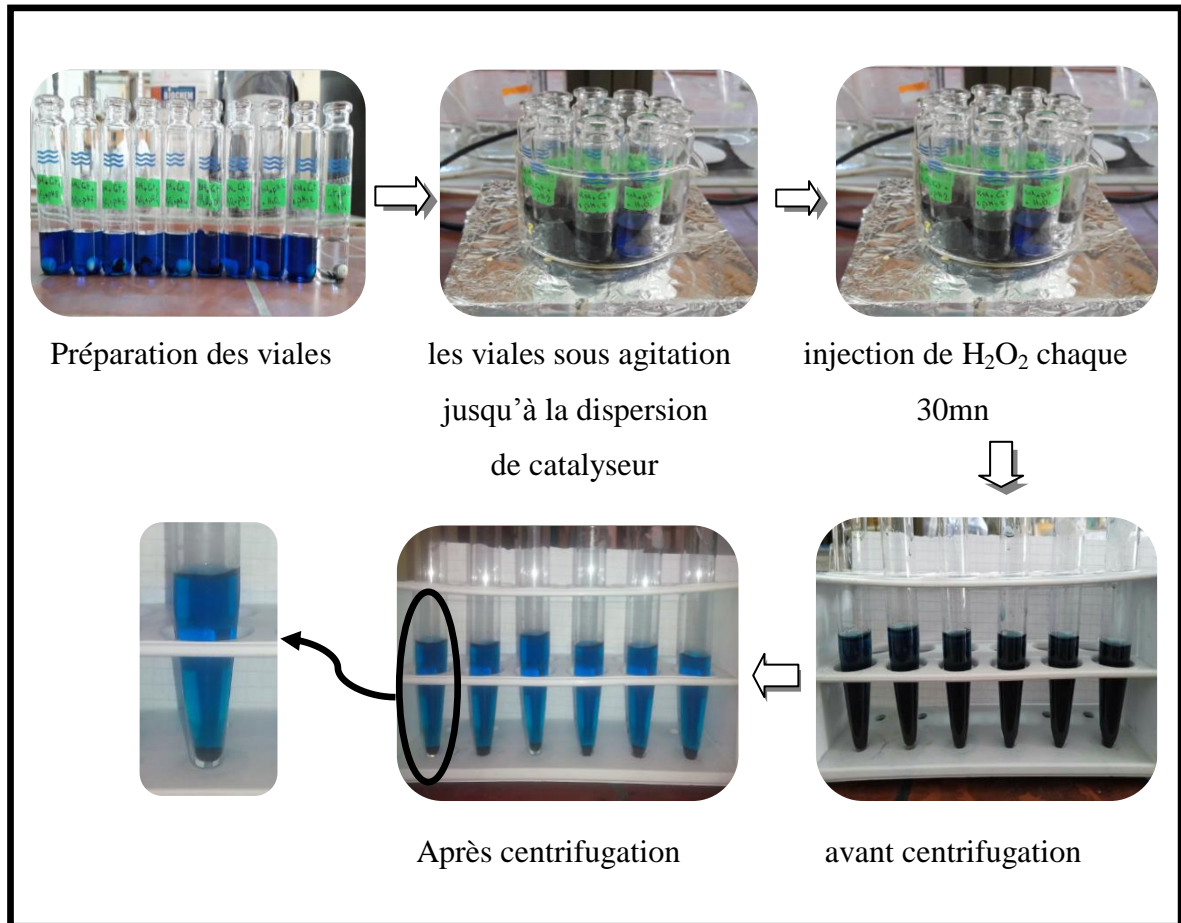 BIOCHEM
Préparation des viales
les viales sous agitation
jusqu'à la dispersion
de catalyseur
injection de H₂O₂ chaque
30mn
Après centrifugation
avant centrifugation